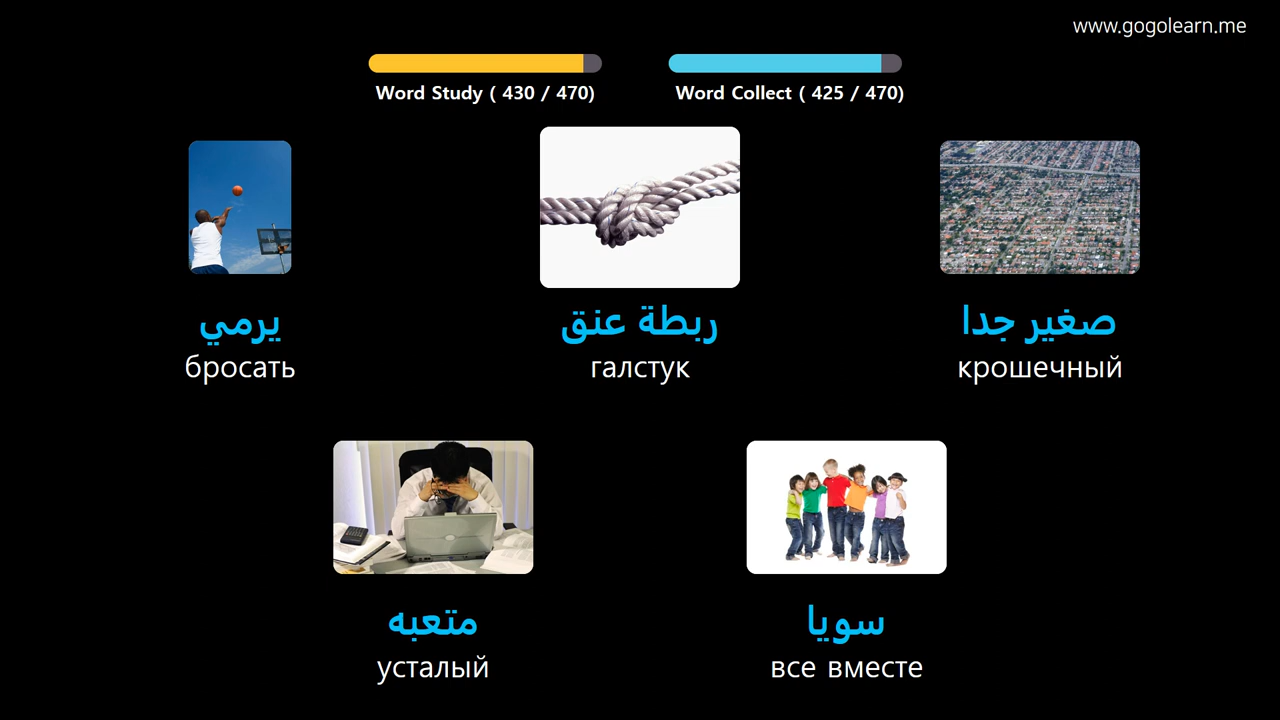 www.gogolearn.me
Word Study ( 430 / 470)
Word Collect ( 425 / 470)
يرمي
бросать
ربطة عنق
галстук
صغير جدا
крошечный
متعبه
усталый
سويا
все вместе